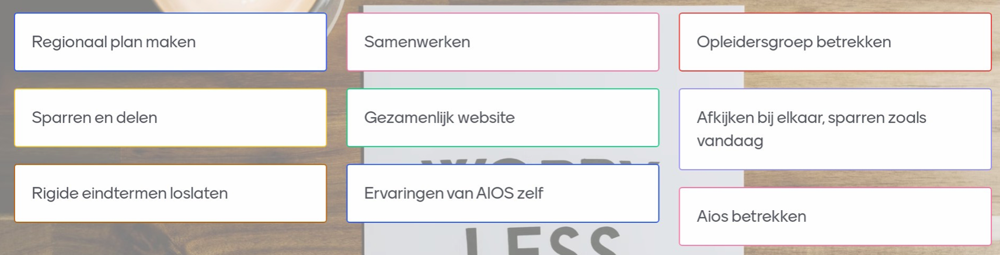 Regionaal plan maken
Samenwerken
Opleidersgroep betrekken
Sparren en delen
Gezamenlijk website
Afkijken bij elkaar, sparren zoals
vandaag
Rigide eindtermen loslaten
Ervaringen van AIOS zelf
Aios betrekken
WORRY
LESS